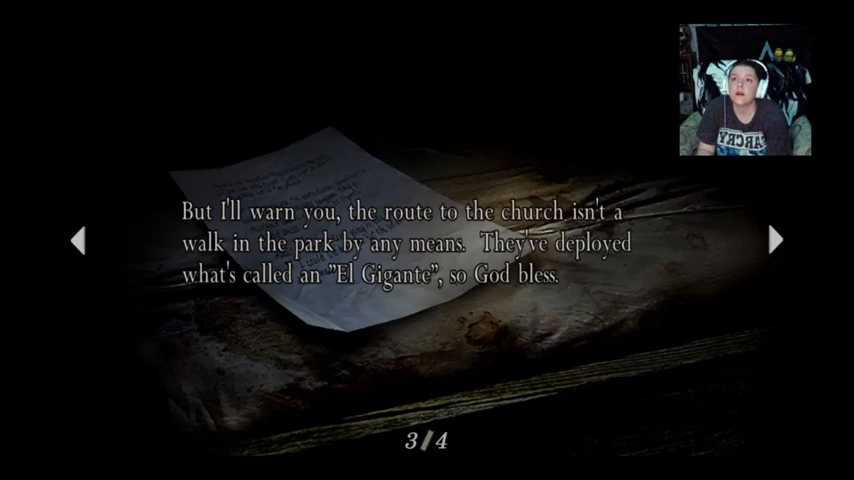 But I'll warn you, the route to the church isn't a
walk in the park by any means. They've deployed
what's called an "El Gigante", so God bless.
3/4